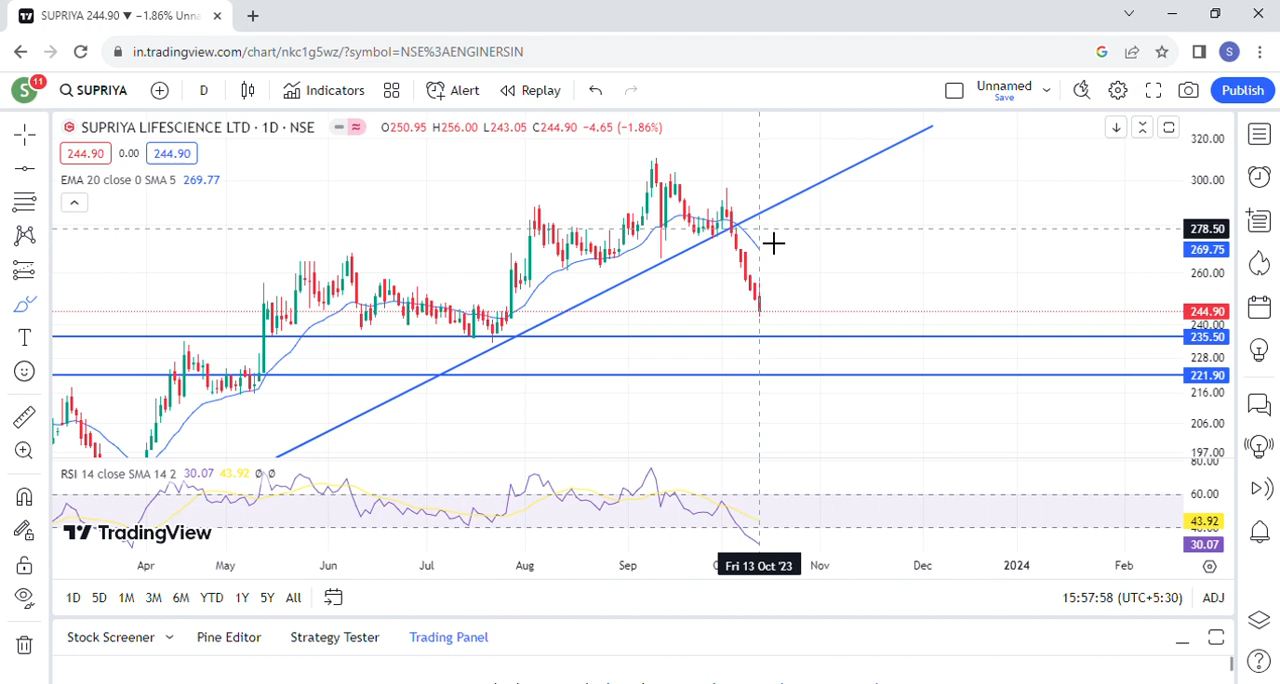 SUPRIYA 244.90 ▼ −1.86% Unna
in.tradingview.com/chart/nkc1g5wz/?symbol=NSE%3AENGINERSIN
S
S
11
SUPRIYA
D
Indicators
Alert
Replay
Unnamed
Save
Publish
SUPRIYA LIFESCIENCE LTD · 1D · NSE
O250.95 H256.00 L243.05 C244.90 −4.65 (−1.86%)
244.90
0.00
244.90
EMA 20 close 0 SMA 5 269.77
320.00
300.00
278.50
269.75
260.00
244.90
240.00
235.50
228.00
221.90
216.00
206.00
197.00
RSI 14 close SMA 14 2 30.07 43.92 Ø Ø
80.00
60.00
43.92
30.07
TradingView
Apr
May
Jun
Jul
Aug
Sep
Fri 13 Oct '23
Nov
Dec
2024
Feb
1D 5D 1M 3M 6M YTD 1Y 5Y All
15:57:58 (UTC+5:30)
ADJ
Stock Screener
Pine Editor
Strategy Tester
Trading Panel